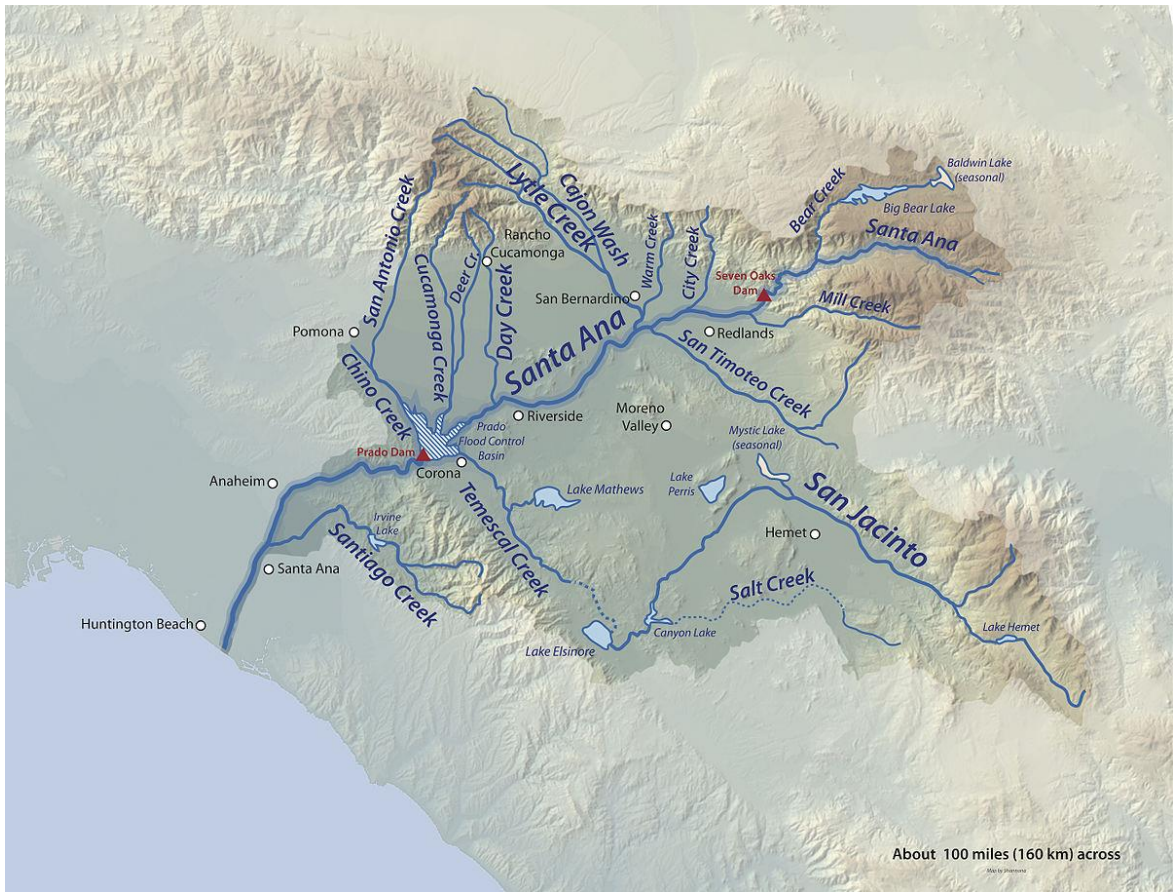 Baldwin Lake
(seasonal)
Bear Creek
Big Bear Lake
Santa Ana
Lytle Creek
Cajon Wash
San Antonio Creek
Rancho
Cucamonga
Cucamonga Creek
Deer Cr.
Day Creek
Warm Creek
City Creek
Seven Oaks
Dam
Mill Creek
San Bernardino
Redlands
Pomona
Santa Ana
San Timoteo Creek
Chino Creek
Riverside
Moreno
Valley
Prado
Flood Control
Basin
Mystic Lake
(seasonal)
Prado Dam
Corona
Anaheim
Lake Mathews
Lake
Perris
San Jacinto
Temescal Creek
Irvine
Lake
Hemet
Santiago Creek
Santa Ana
Salt Creek
Huntington Beach
Canyon Lake
Lake Hemet
Lake Elsinore
About 100 miles (160 km) across